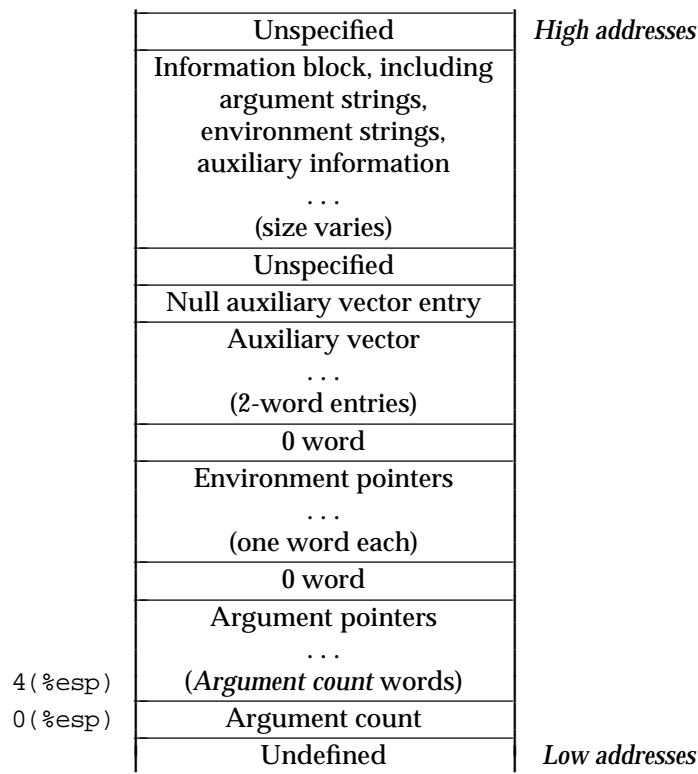 Unspecified High addresses
Information block, including
argument strings,
environment strings,
auxiliary information
. . .
(size varies)
Unspecified
Null auxiliary vector entry
Auxiliary vector
. . .
(2-word entries)
0 word
Environment pointers
. . .
(one word each)
0 word
Argument pointers
. . .
4(%esp) (Argument count words)
0(%esp) Argument count
Undefined Low addresses